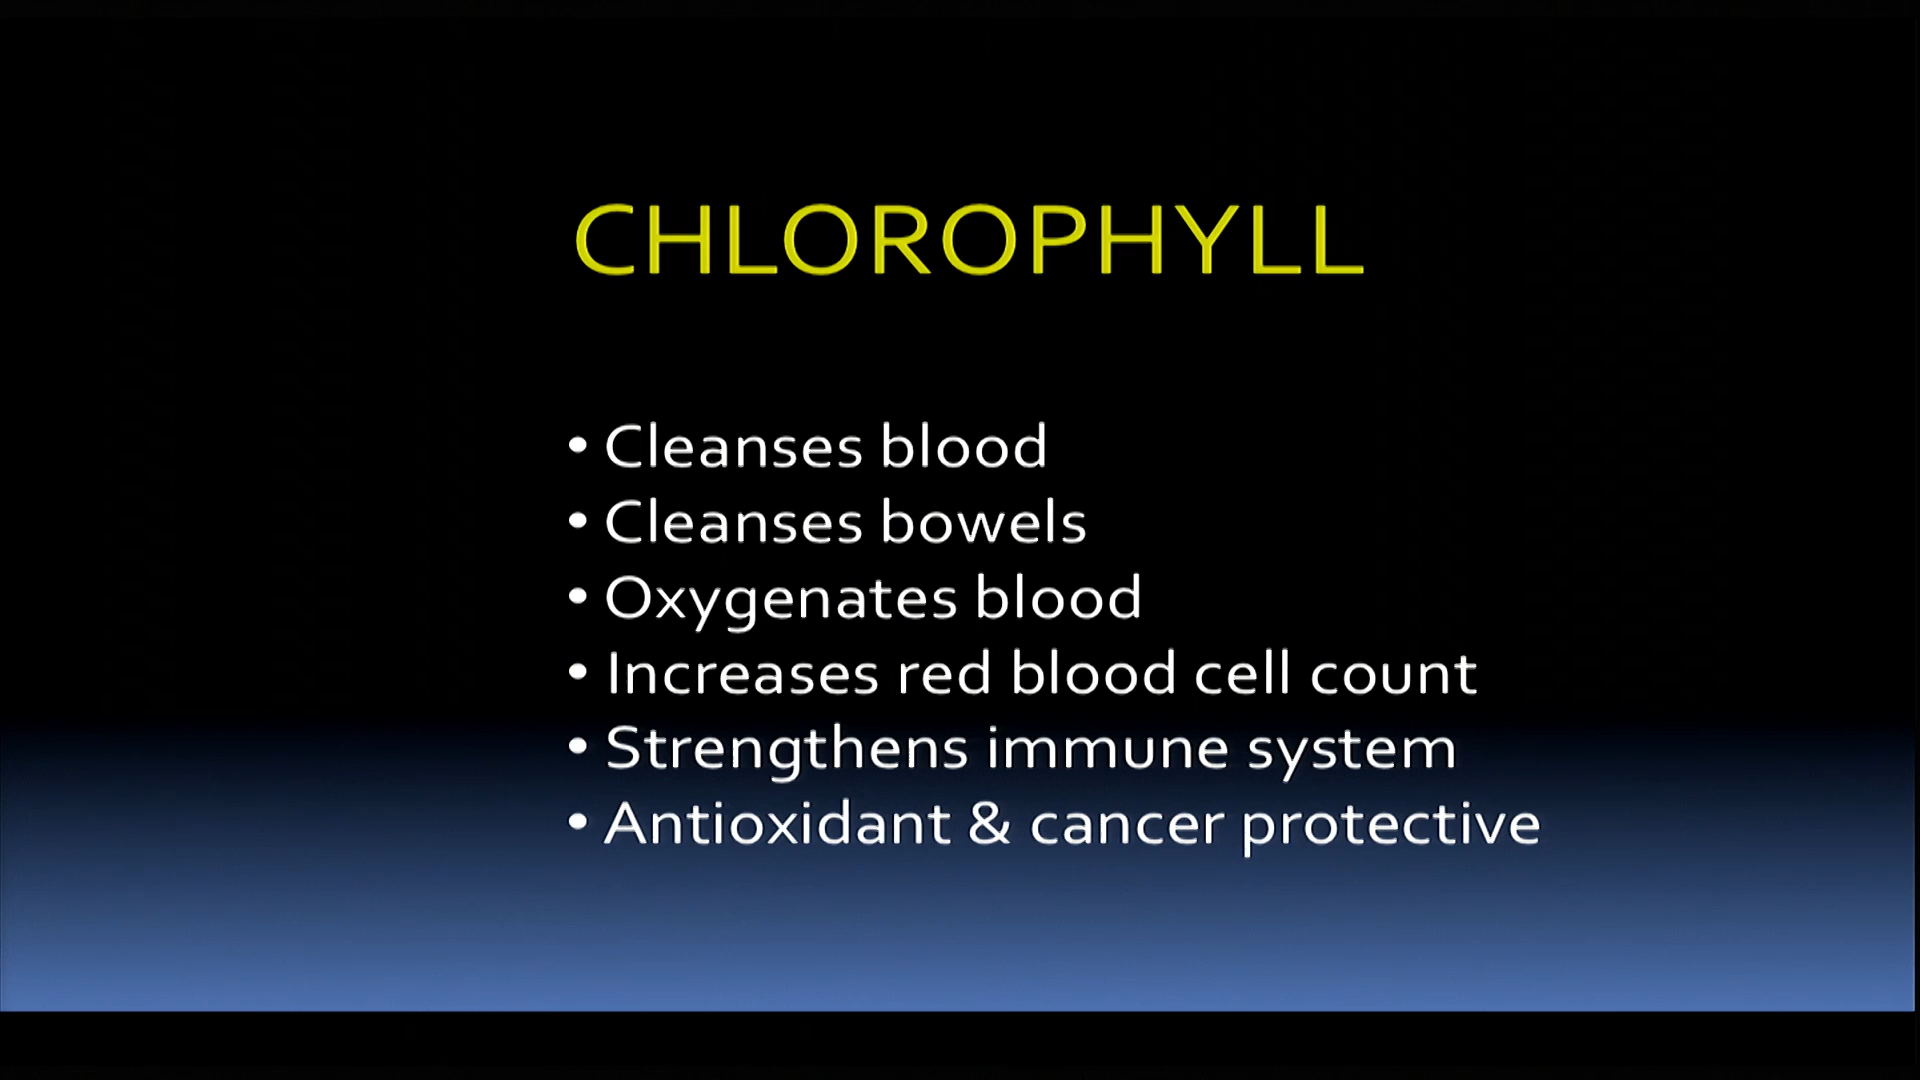 CHLOROPHYLL
• Cleanses blood
• Cleanses bowels
• Oxygenates blood
• Increases red blood cell count
• Strengthens immune system
• Antioxidant & cancer protective